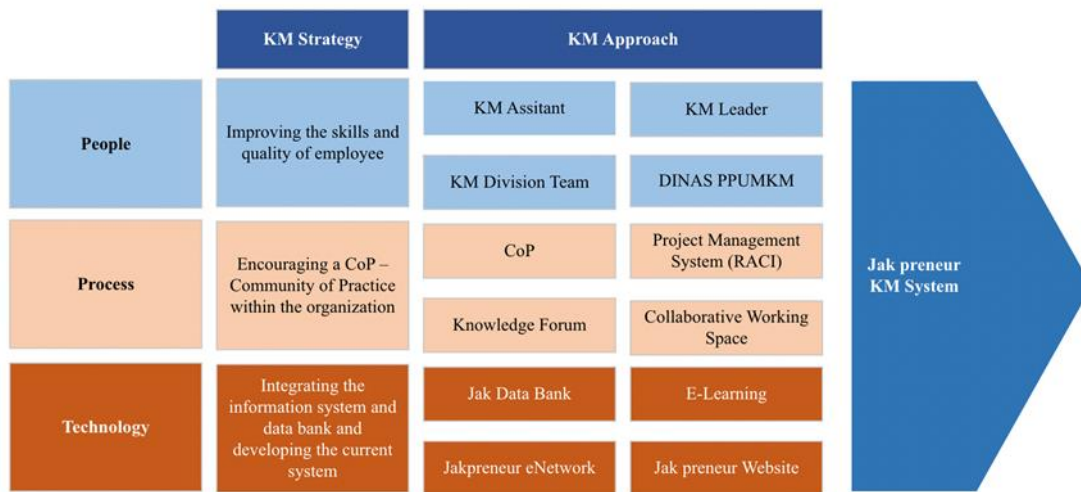 KM Strategy
KM Approach
People
Improving the skills and
quality of employee
KM Assitant
KM Leader
KM Division Team
DINAS PPUMKM
Process
Encouraging a CoP –
Community of Practice
within the organization
CoP
Project Management
System (RACI)
Knowledge Forum
Collaborative Working
Space
Technology
Integrating the
information system and
data bank and
developing the current
system
Jak Data Bank
E-Learning
Jakpreneur eNetwork
Jak preneur Website
Jak preneur
KM System